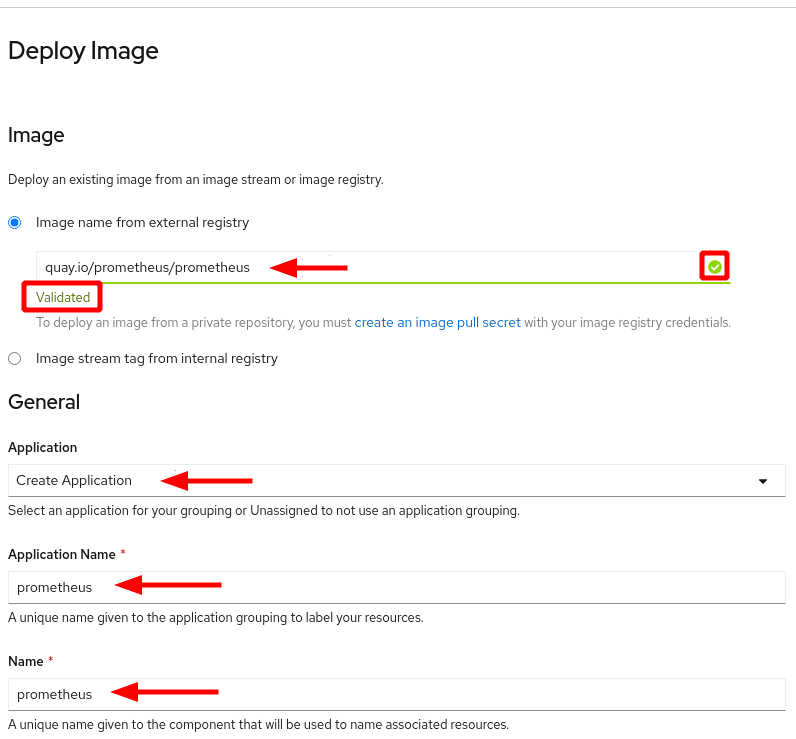 Deploy Image
Image
Deploy an existing image from an image stream or image registry.
Image name from external registry
quay.io/prometheus/prometheus
Validated
To deploy an image from a private repository, you must create an image pull secret with your image registry credentials.
Image stream tag from internal registry
General
Application
Create Application
Select an application for your grouping or Unassigned to not use an application grouping.
Application Name *
prometheus
A unique name given to the application grouping to label your resources.
Name *
prometheus
A unique name given to the component that will be used to name associated resources.